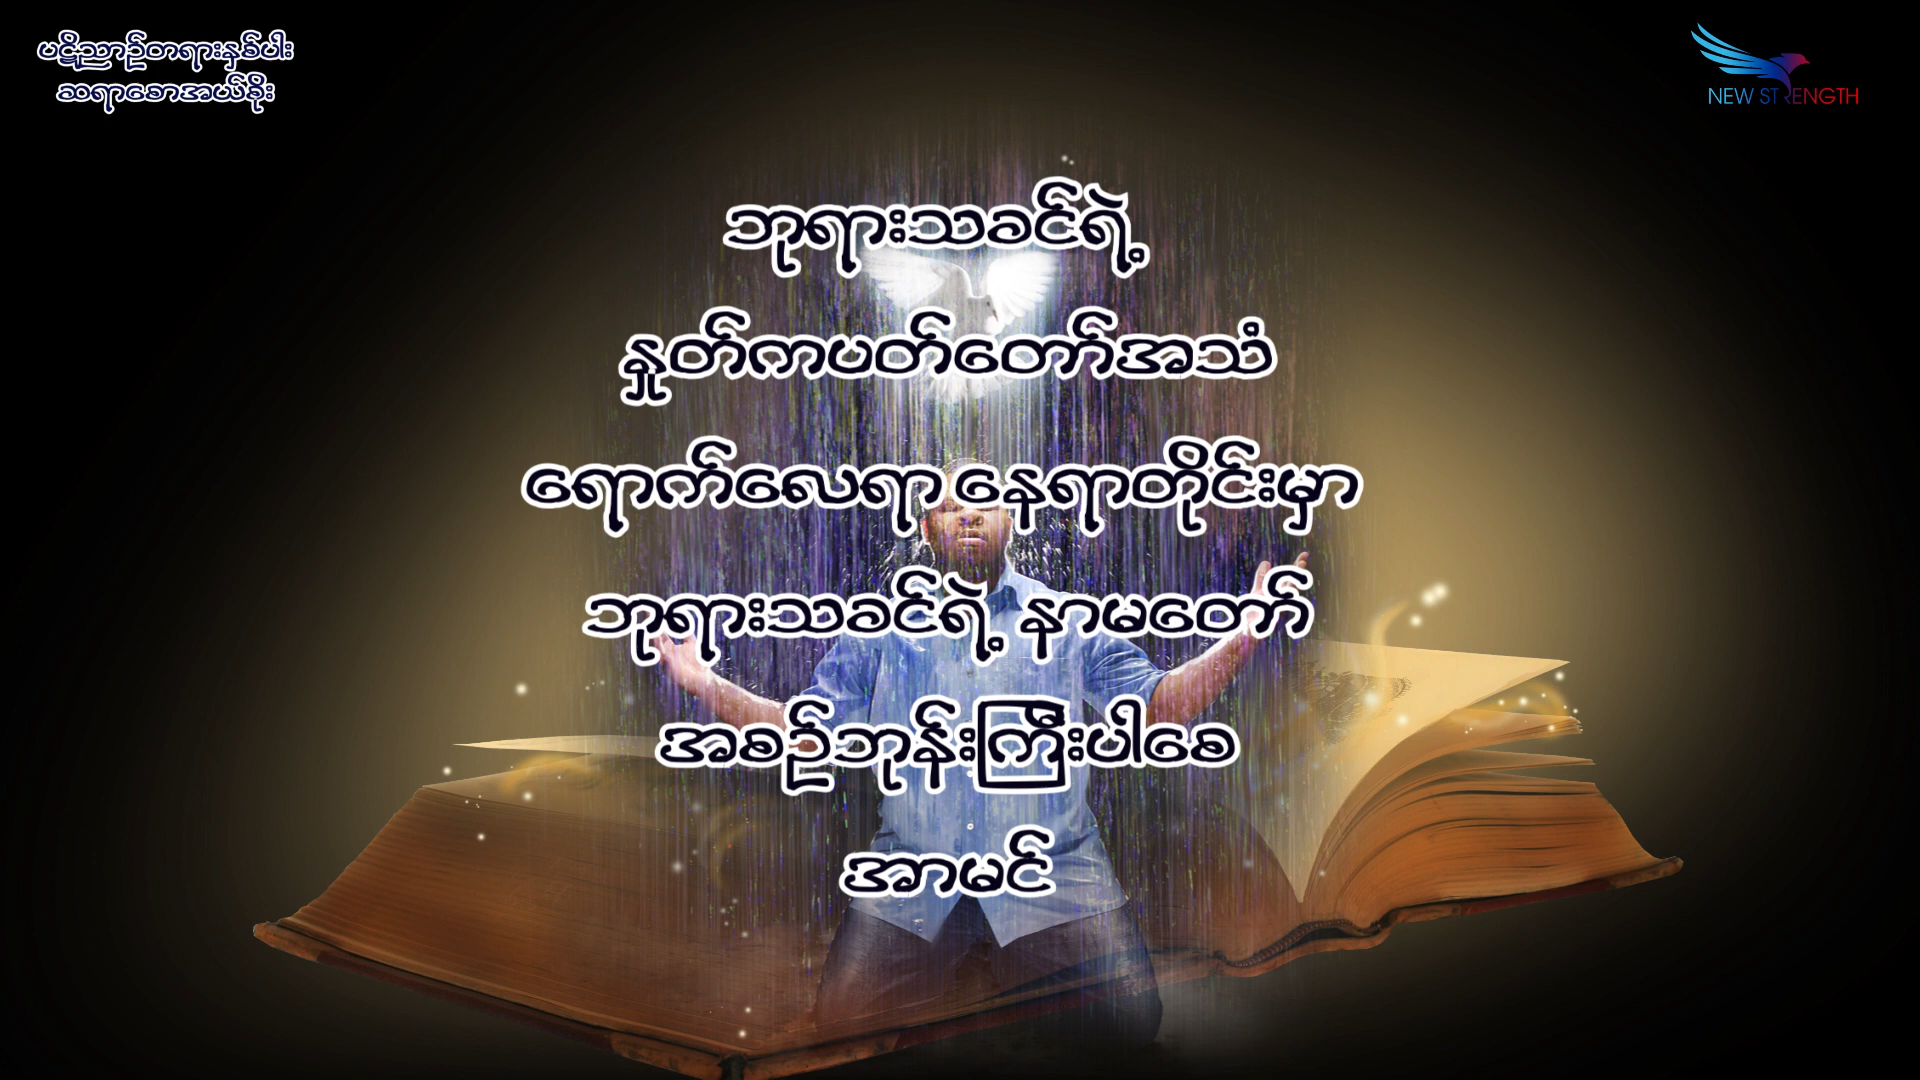 ပဋိညာဉ်တရားနှစ်ပါး
ဆရာစောအယ်စိုး
NEW STRENGTH
ဘုရားသခင်ရဲ့
နှုတ်ကပတ်တော်အသံ
ရောက်လေရာ နေရာတိုင်းမှာ
ဘုရားသခင်ရဲ့ နာမတော်
အစဉ်ဘုန်းကြီးပါစေ
အာမင်